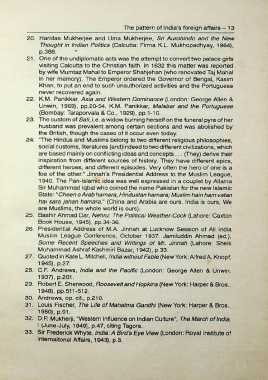 The pattern of India's foreign affairs – 13
20. Haridas Mukherjee and Uma Mukherjee, Sri Aurobindo and the New
Thought in Indian Politics (Calcutta: Firma K.L. Mukhopadhyay, 1964),
p.388.
21. One of the undiplomatic acts was the attempt to convert two palace girls
visiting Calcutta to the Christian faith. In 1632 this matter was reported
by wife Mumtaz Mahal to Emperor Shahjehan (who renovated Taj Mahal
in her memory). The Emperor ordered the Governor of Bengal, Kasim
Khan, to put an end to such unauthorized activities and the Portuguese
never recovered again.
22. K.M. Panikkar, Asia and Western Dominance (London: George Allen &
Unwin, 1969), pp.20-54. K.M. Panikkar, Malabar and the Portuguese
(Bombay: Taraporvala & Co., 1929), pp.1-10.
23. The custom of Sati, i.e. a widow burning herself on the funeral pyre of her
husband was prevalent among certain sections and was abolished by
the British, though the cases of it occur even today.
24. "The Hindus and Muslims belong to two different religious philosophies,
social customs, literatures [and]indeed to two different civilizations, which
are based mainly on conflicting ideas and concepts . . . (They) derive their
inspiration from different sources of history. They have different epics,
different heroes, and different episodes. Very often the hero of one is a
foe of the other." Jinnah's Presidential Address to the Muslim League,
1940. The Pan-Islamic idea was well expressed in a couplet by Allama
Sir Muhammad Iqbal who coined the name Pakistan for the new Islamic
State: "Cheen o Arab hamara, Hindustan hamara; Muslim hain ham vatan
hai sara jahan hamara." (China and Arabia are ours, India is ours, We
are Muslims, the whole world is ours).
25. Bashir Ahmad Dar, Nehru: The Political Weather-Cock (Lahore: Caxton
Book House, 1945), pp.34-36.
26. Presidential Address of M.A. Jinnah at Lucknow Session of All India
Muslim League Conference, October 1937. Jamiluddin Ahmad (ed.),
Some Recent Speeches and Writings of Mr. Jinnah (Lahore: Sheik
Muhammad Ashraf Kashmiri Bazar, 1942), p.33.
27. Quoted in Kate L. Mitchell, India without Fable (New York: Alfred A. Knopf,
1945), p.27.
28. C.F. Andrews, India and the Pacific (London: George Allen & Unwin,
1937), p.201.
29. Robert E. Sherwood, Roosevelt and Hopkins (New York: Harper & Bros.,
1948), pp.511-512.
30. Andrews, op. cit., p.210.
31. Louis Fischer, The Life of Mahatma Gandhi (New York: Harper & Bros.,
1950), p.91.
32. D.P. Mukherji, "Western Influence on Indian Culture", The March of India,
I (June-July, 1949), p.47, citing Tagore.
33. Sir Frederick Whyte, India: A Bird's Eye View (London: Royal Institute of
International Affairs, 1943), p.8.